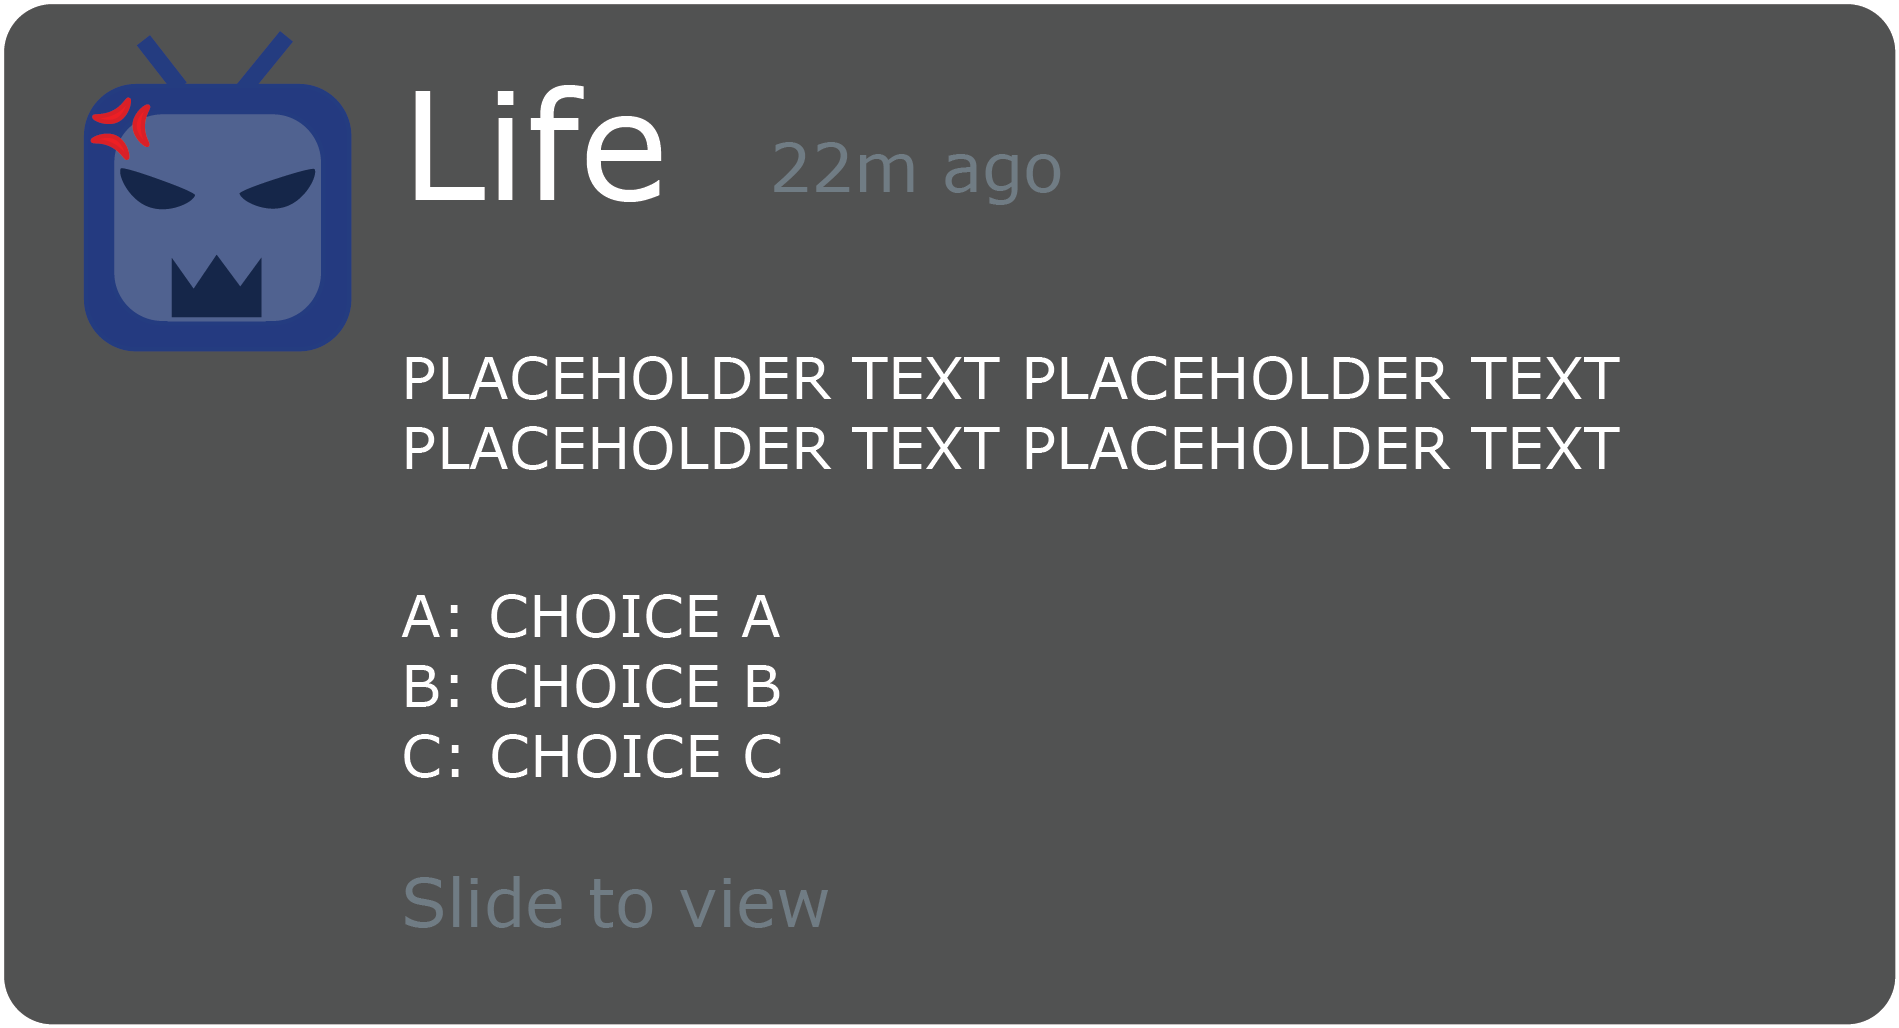 Life 22m ago
PLACEHOLDER TEXT PLACEHOLDER TEXT
PLACEHOLDER TEXT PLACEHOLDER TEXT
A: CHOICE A
B: CHOICE B
C: CHOICE C
Slide to view